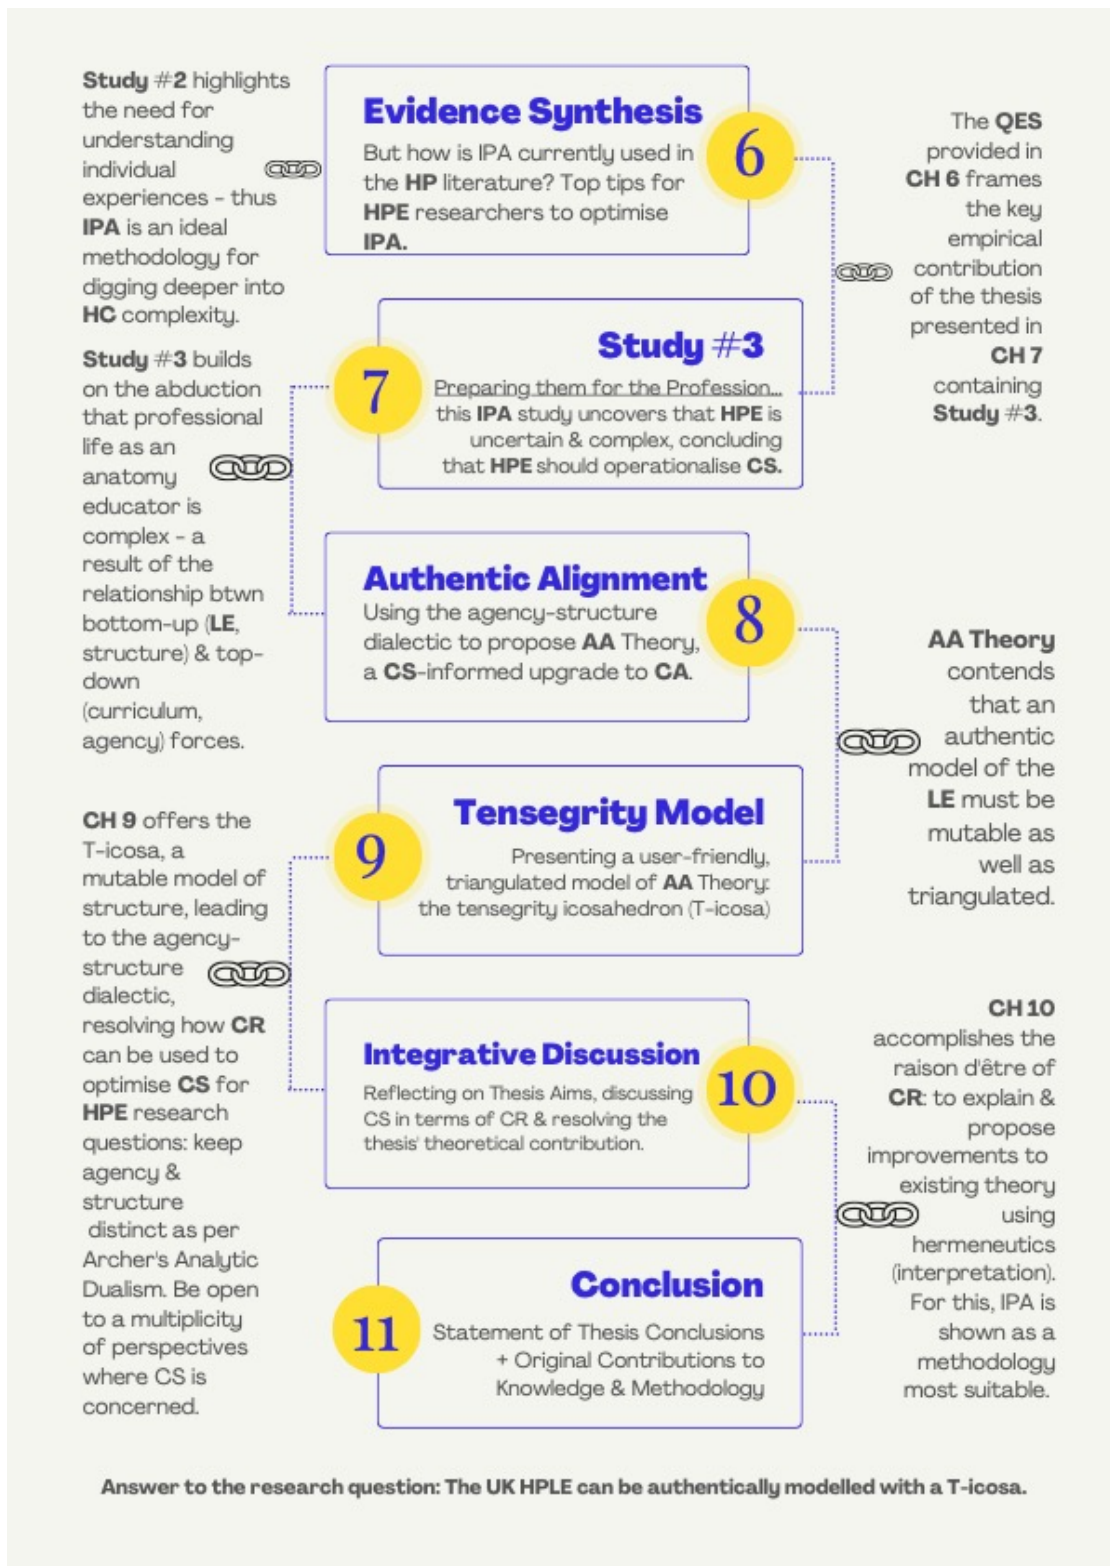 Study #2 highlights
the need for
understanding
individual
experiences - thus
IPA is an ideal
methodology for
digging deeper into
HC complexity.
Evidence Synthesis
But how is IPA currently used in
the HP literature? Top tips for
HPE researchers to optimise
IPA.
6
The QES
provided in
CH 6 frames
the key
empirical
contribution
of the thesis
presented in
CH 7
containing
Study #3.
Study #3 builds
on the abduction
that professional
life as an
anatomy
educator is
complex - a
result of the
relationship btwn
bottom-up (LE,
structure) & top-
down
(curriculum,
agency) forces.
7
Study #3
Preparing them for the Profession...
this IPA study uncovers that HPE is
uncertain & complex, concluding
that HPE should operationalise CS.
Authentic Alignment
Using the agency-structure
dialectic to propose AA Theory,
a CS-informed upgrade to CA.
8
AA Theory
contends
that an
authentic
model of the
LE must be
mutable as
well as
triangulated.
CH 9 offers the
T-icosa, a
mutable model of
structure, leading
to the agency-
structure
dialectic,
resolving how CR
can be used to
optimise CS for
HPE research
questions: keep
agency &
structure
distinct as per
Archer's Analytic
Dualism. Be open
to a multiplicity
of perspectives
where CS is
concerned.
9
Tensegrity Model
Presenting a user-friendly,
triangulated model of AA Theory:
the tensegrity icosahedron (T-icosa)
Integrative Discussion
Reflecting on Thesis Aims, discussing
CS in terms of CR & resolving the
thesis' theoretical contribution.
10
CH 10
accomplishes the
raison d'être of
CR: to explain &
propose
improvements to
existing theory
using
hermeneutics
(interpretation).
For this, IPA is
shown as a
methodology
most suitable.
11
Conclusion
Statement of Thesis Conclusions
+ Original Contributions to
Knowledge & Methodology
Answer to the research question: The UK HPLE can be authentically modelled with a T-icosa.